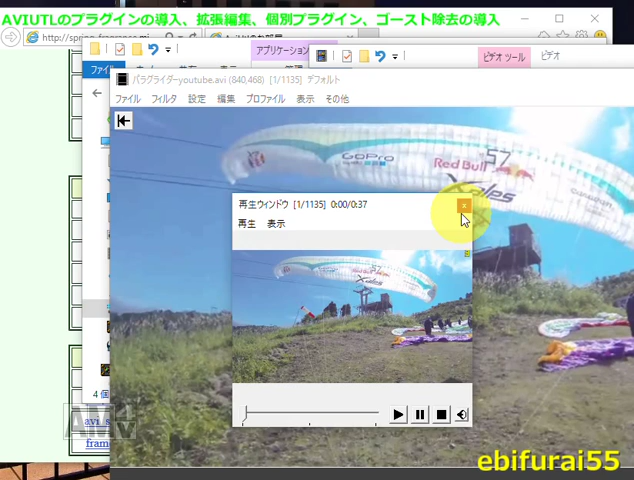 AVIUTLのプラグインの導入、拡張編集、個別プラグイン、ゴースト除去の導入
http://spring-fragrance.mi
アプリケーション
ビデオ ツール
ビデオ
ファイル
パラグライダーyoutube.avi (840,468) [1/1135] デフォルト
ファイル フィルタ 設定 編集 プロファイル 表示 その他
GoPro
Red Bull
57
再生ウィンドウ [1/1135] 0:00/0:37
再生 表示
4 個
avi
frame
ebifurai55